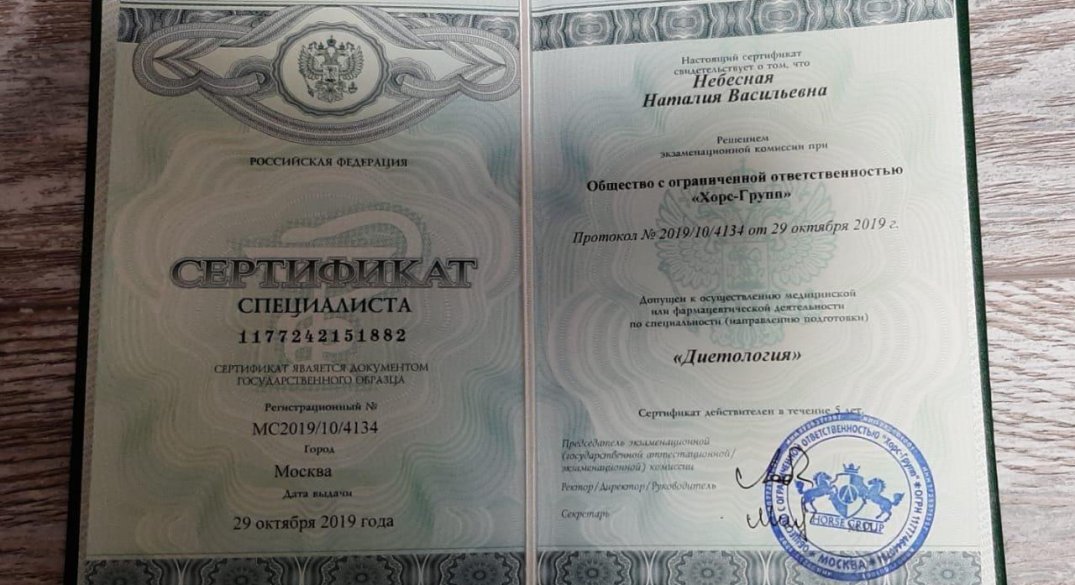 РОССИЙСКАЯ ФЕДЕРАЦИЯ
СЕРТИФИКАТ
СПЕЦИАЛИСТА
1177242151882
СЕРТИФИКАТ ЯВЛЯЕТСЯ ДОКУМЕНТОМ
ГОСУДАРСТВЕННОГО ОБРАЗЦА
Регистрационный №
МС2019/10/4134
Город
Москва
Дата выдачи
29 октября 2019 года
Настоящий сертификат
свидетельствует о том, что
Небесная
Наталия Васильевна
Решением
экзаменационной комиссии при
Общество с ограниченной ответственностью
«Хорс-Групп»
Протокол № 2019/10/4134 от 29 октября 2019 г.
Допущен к осуществлению медицинской
или фармацевтической деятельности
по специальности (направлению подготовки)
«Диетология»
Сертификат действителен в течение 5 лет.
Председатель экзаменационной
(государственной аттестационной/
экзаменационной) комиссии
Ректор/Директор/Руководитель
Секретарь
ОТВЕТСТВЕННОСТЬЮ "Хорс-Групп"
HORSE GROUP
МОСКВА